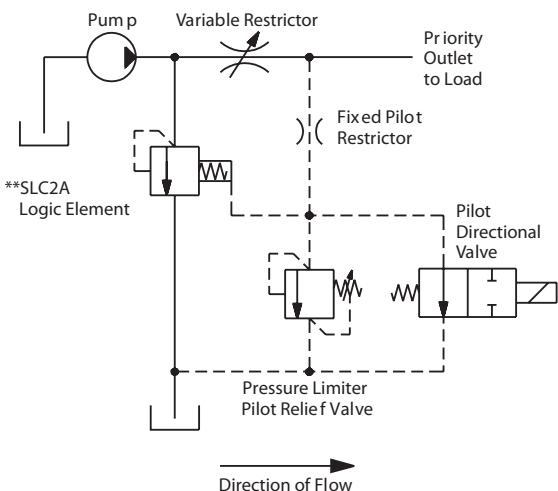 Pump
Variable Restrictor
Priority
Outlet
to Load
Fixed Pilot
Restrictor
**SLC2A
Logic Element
Pilot
Directional
Valve
Pressure Limiter
Pilot Relief Valve
Direction of Flow